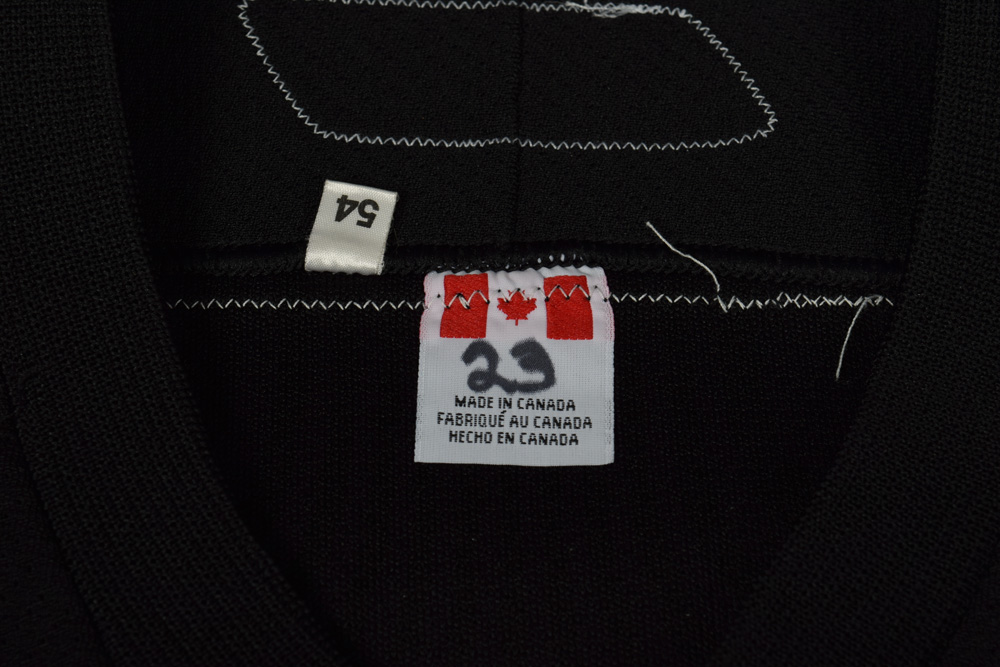 54
23
MADE IN CANADA
FABRIQUÉ AU CANADA
HECHO EN CANADA